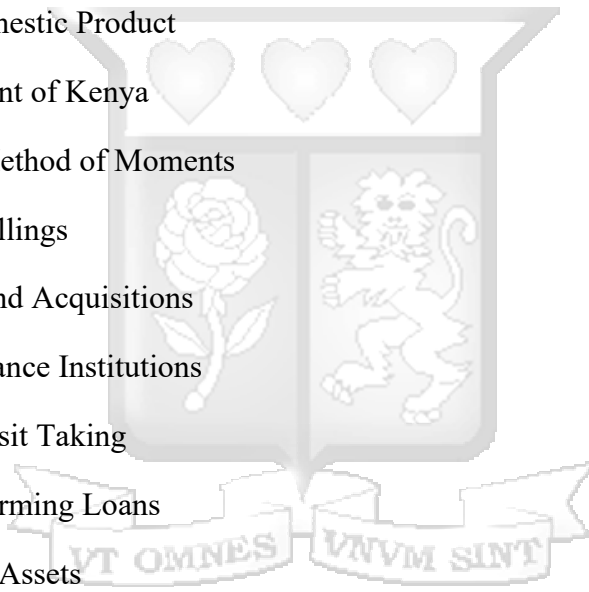 mestic Product
nt of Kenya
ethod of Moments
llings
nd Acquisitions
ance Institutions
sit Taking
rming Loans
VT OMNES VNVM SINT
Assets